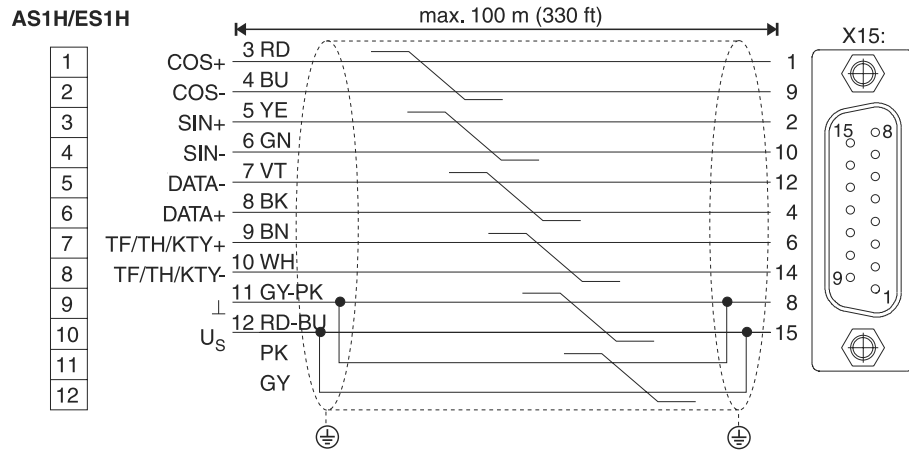 AS1H/ES1H
max. 100 m (330 ft)
X15:
1
2
3
4
5
6
7
8
9
10
11
12
COS+ 3 RD 1
COS- 4 BU 9
SIN+ 5 YE 2
SIN- 6 GN 10
DATA- 7 VT 12
DATA+ 8 BK 4
TF/TH/KTY+ 9 BN 6
TF/TH/KTY- 10 WH 14
⊥ 11 GY-PK 8
US 12 RD-BU 15
PK
GY
15 8
9 1